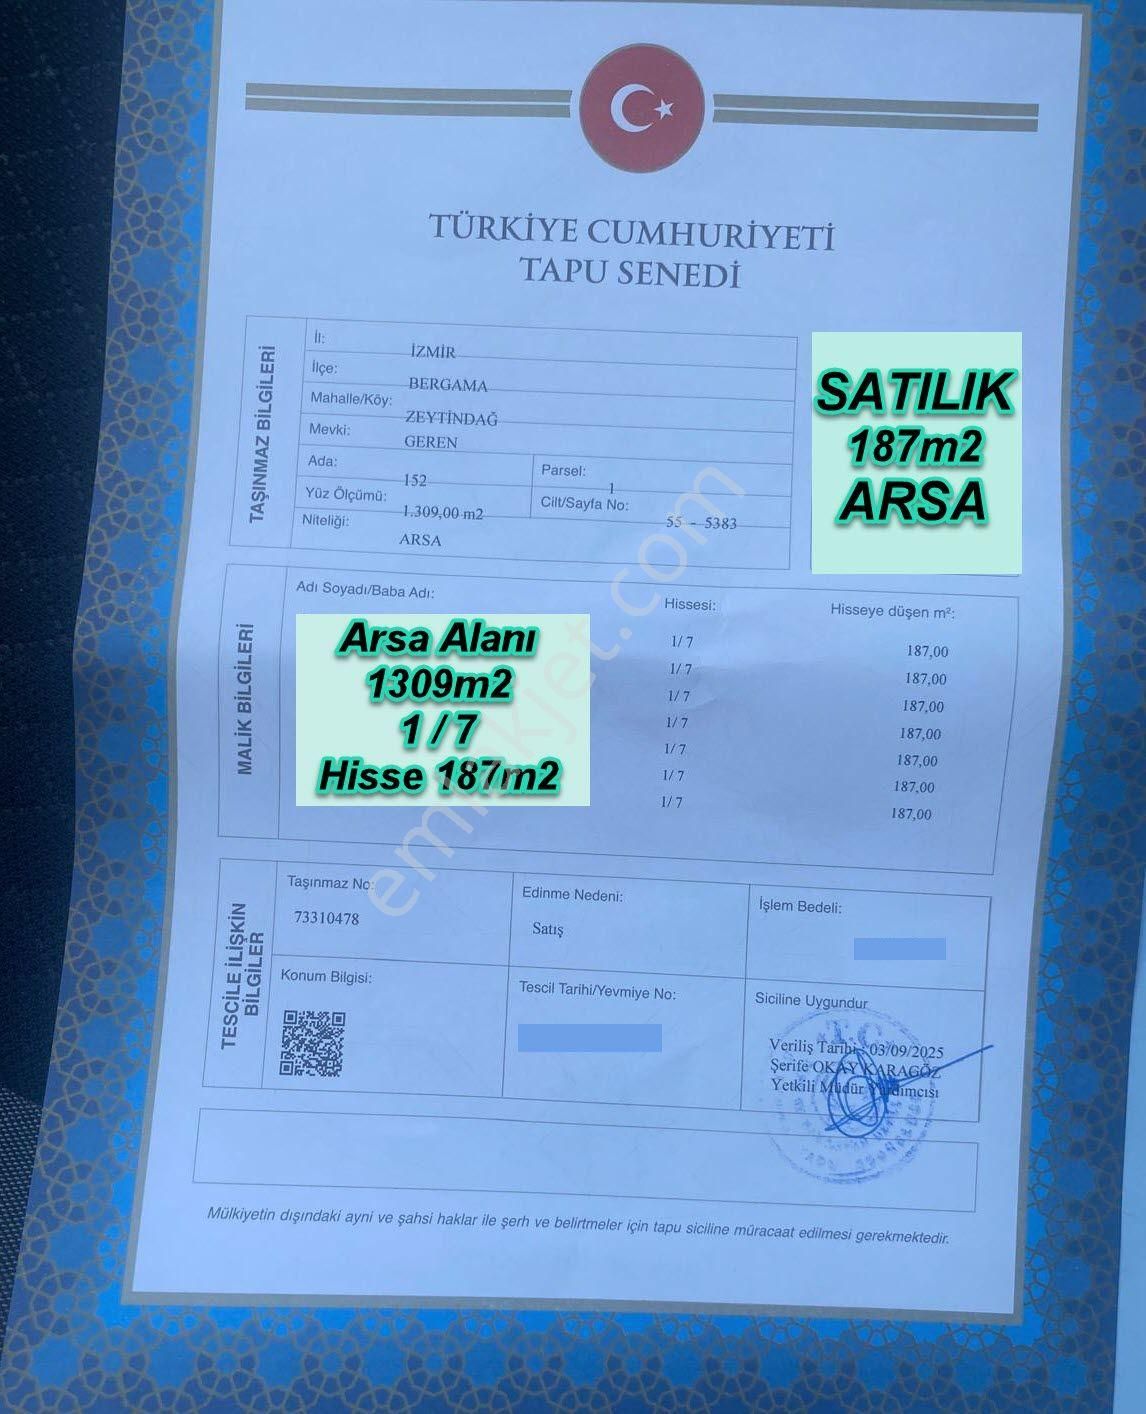 TÜRKİYE CUMHURİYETİ
TAPU SENEDİ
TAŞINMAZ BİLGİLERİ
İl: İZMİR
İlçe: BERGAMA
Mahalle/Köy: ZEYTİNDAĞ
Mevki: GEREN
Ada: 152 Parsel: 1
Yüz Ölçümü: 1.309,00 m2 Cilt/Sayfa No: 55 - 5383
Niteliği: ARSA
SATILIK
187m2
ARSA
MALİK BİLGİLERİ
Adı Soyadı/Baba Adı: Hissesi: Hisseye düşen m²:
Arsa Alanı
1309m2
1 / 7
Hisse 187m2
1/ 7 187,00
1/ 7 187,00
1/ 7 187,00
1/ 7 187,00
1/ 7 187,00
1/ 7 187,00
1/ 7 187,00
emlakjet.com
TESCİLE İLİŞKİN
BİLGİLER
Taşınmaz No: 73310478
Edinme Nedeni: Satış
İşlem Bedeli:
Konum Bilgisi:
Tescil Tarihi/Yevmiye No:
Siciline Uygundur
T.C.
Veriliş Tarihi : 03/09/2025
Şerife OKAY KARAGÖZ
Yetkili Müdür Yardımcısı
Mülkiyetin dışındaki ayni ve şahsi haklar ile şerh ve belirtmeler için tapu siciline müracaat edilmesi gerekmektedir.